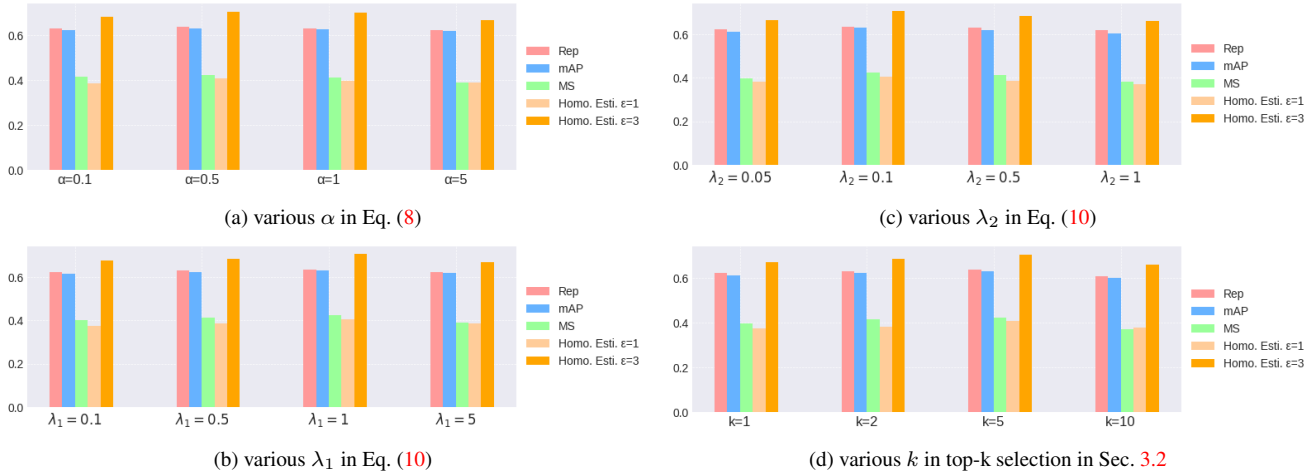 0.6
0.4
0.2
0.0
α=0.1 α=0.5 α=1 α=5
Rep
mAP
MS
Homo. Esti. ε=1
Homo. Esti. ε=3
(a) various α in Eq. (8)
0.6
0.4
0.2
0.0
λ₂ = 0.05 λ₂ = 0.1 λ₂ = 0.5 λ₂ = 1
Rep
mAP
MS
Homo. Esti. ε=1
Homo. Esti. ε=3
(c) various λ₂ in Eq. (10)
0.6
0.4
0.2
0.0
λ₁ = 0.1 λ₁ = 0.5 λ₁ = 1 λ₁ = 5
Rep
mAP
MS
Homo. Esti. ε=1
Homo. Esti. ε=3
(b) various λ₁ in Eq. (10)
0.6
0.4
0.2
0.0
k=1 k=2 k=5 k=10
Rep
mAP
MS
Homo. Esti. ε=1
Homo. Esti. ε=3
(d) various k in top-k selection in Sec. 3.2